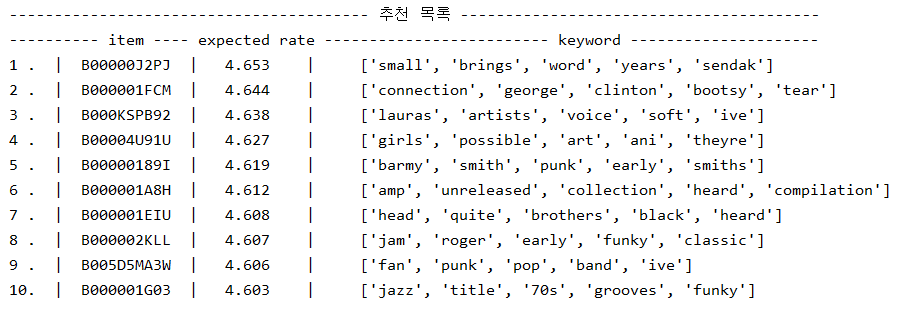 --------------------------------------- 추천 목록 ---------------------------------------
---------- item ---- expected rate ------------------------ keyword ---------------------
1 .  |  B00000J2PJ  |   4.653    |     ['small', 'brings', 'word', 'years', 'sendak']
2 .  |  B000001FCM  |   4.644    |     ['connection', 'george', 'clinton', 'bootsy', 'tear']
3 .  |  B000KSPB92  |   4.638    |     ['lauras', 'artists', 'voice', 'soft', 'ive']
4 .  |  B00004U91U  |   4.627    |     ['girls', 'possible', 'art', 'ani', 'theyre']
5 .  |  B00000189I  |   4.619    |     ['barmy', 'smith', 'punk', 'early', 'smiths']
6 .  |  B000001A8H  |   4.612    |     ['amp', 'unreleased', 'collection', 'heard', 'compilation']
7 .  |  B000001EIU  |   4.608    |     ['head', 'quite', 'brothers', 'black', 'heard']
8 .  |  B000002KLL  |   4.607    |     ['jam', 'roger', 'early', 'funky', 'classic']
9 .  |  B005D5MA3W  |   4.606    |     ['fan', 'punk', 'pop', 'band', 'ive']
10.  |  B000001G03  |   4.603    |     ['jazz', 'title', '70s', 'grooves', 'funky']